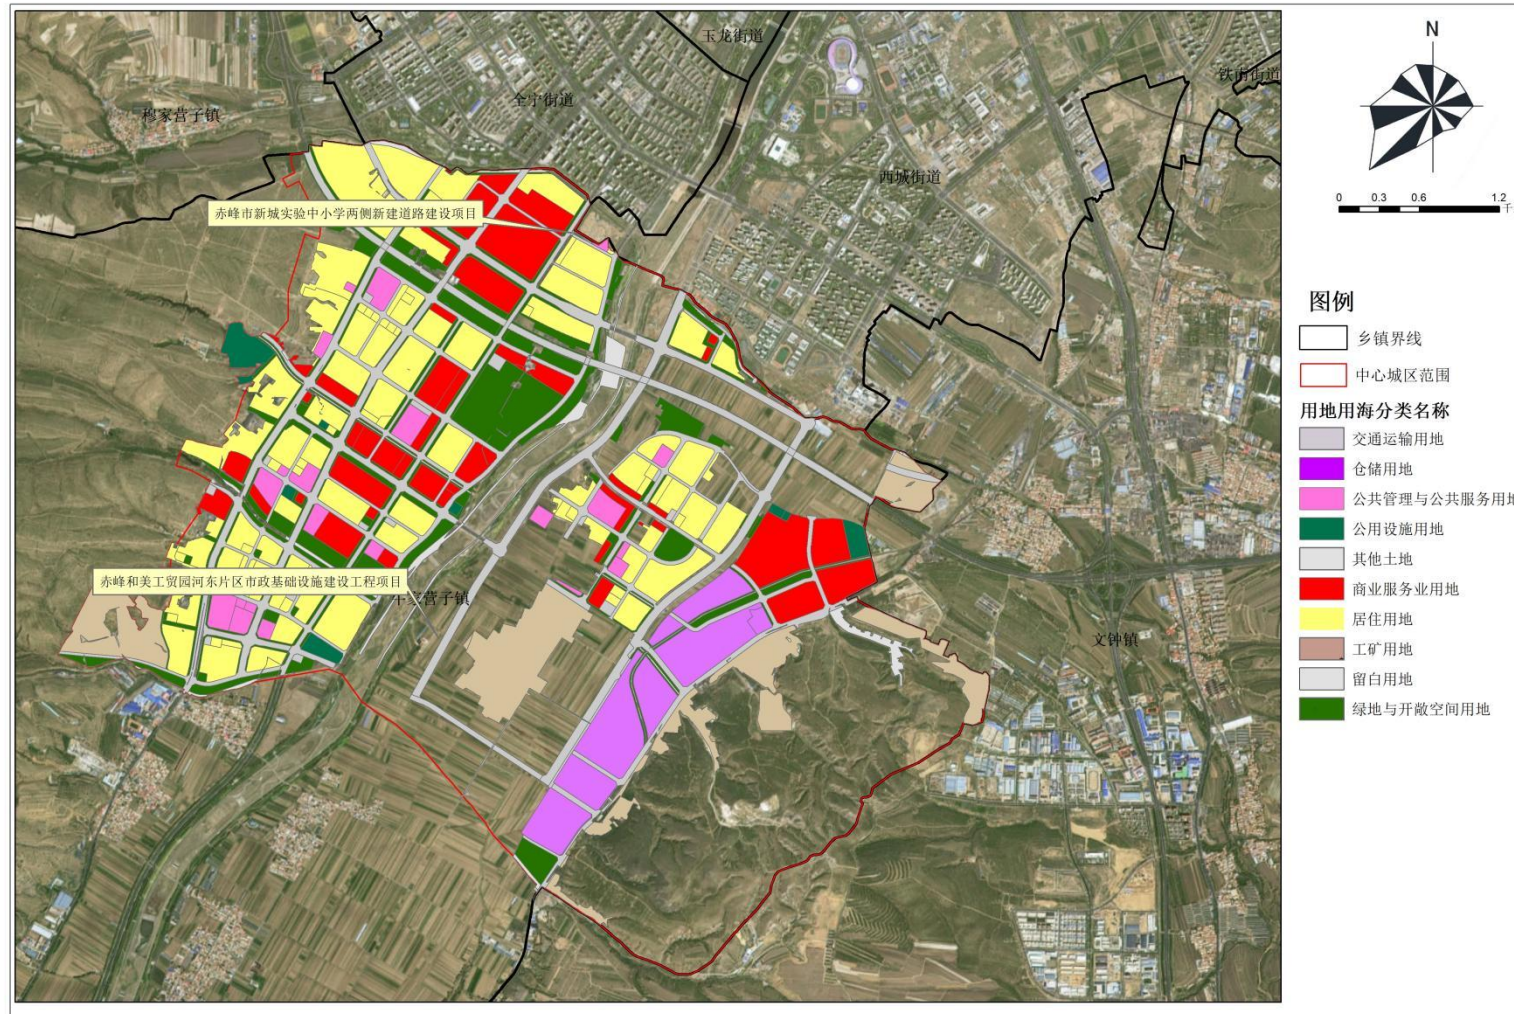 玉龙街道
铁南街道
全宁街道
穆家营子镇
西城街道
赤峰市新城实验中小学两侧新建道路建设项目
赤峰和美工贸园河东片区市政基础设施建设工程项目
文钟镇
N
0 0.3 0.6 1.2
千
图例
乡镇界线
中心城区范围
用地用海分类名称
交通运输用地
仓储用地
公共管理与公共服务用地
公用设施用地
其他土地
商业服务业用地
居住用地
工矿用地
留白用地
绿地与开敞空间用地